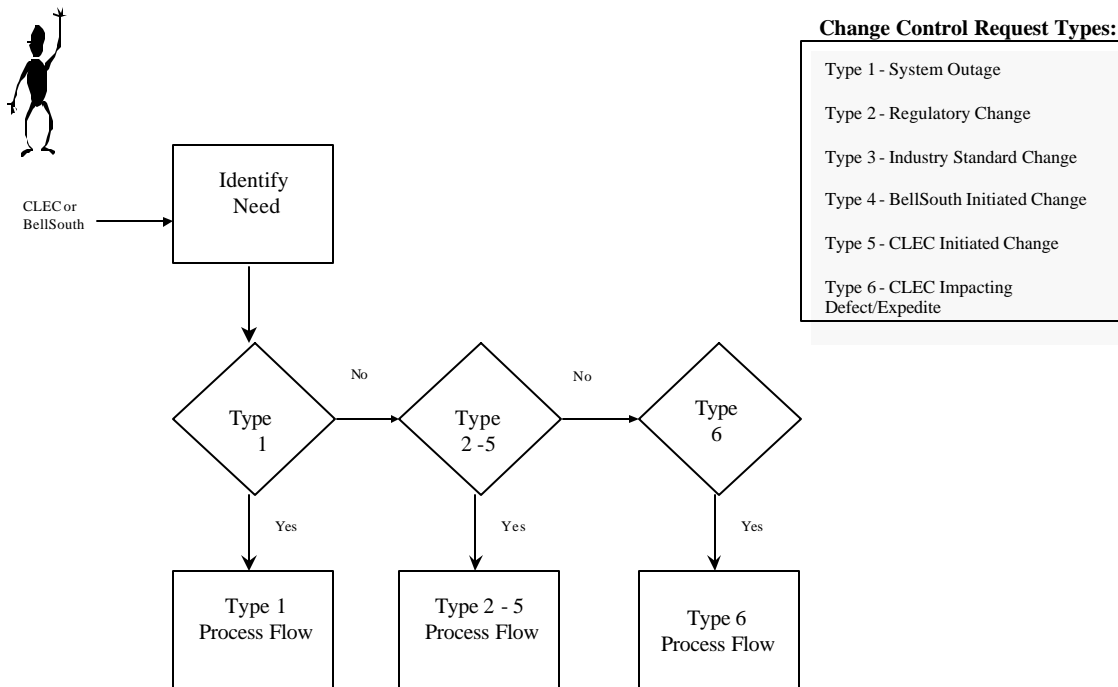 Change Control Request Types:
Type 1 - System Outage
Type 2 - Regulatory Change
Type 3 - Industry Standard Change
Type 4 - BellSouth Initiated Change
Type 5 - CLEC Initiated Change
Type 6 - CLEC Impacting
Defect/Expedite
CLEC or
BellSouth
Identify
Need
Type
1
No
Type
2 -5
No
Type
6
Yes
Yes
Yes
Type 1
Process Flow
Type 2 - 5
Process Flow
Type 6
Process Flow